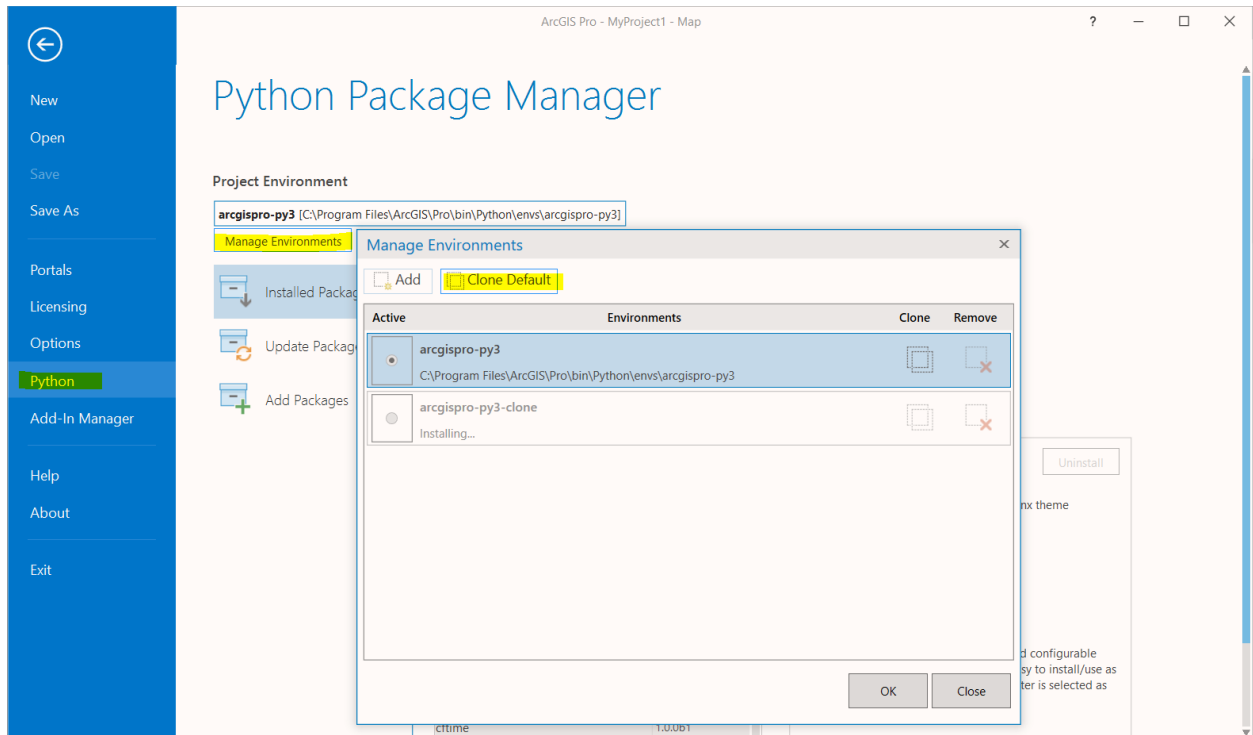 ArcGIS Pro - MyProject1 - Map
?
New
Open
Save
Save As
Portals
Licensing
Options
Python
Add-In Manager
Help
About
Exit
Python Package Manager
Project Environment
arcgispro-py3 [C:\Program Files\ArcGIS\Pro\bin\Python\envs\arcgispro-py3]
Manage Environments
Installed Packag
Update Package
Add Packages
Manage Environments
Add
Clone Default
Active Environments Clone Remove
arcgispro-py3
C:\Program Files\ArcGIS\Pro\bin\Python\envs\arcgispro-py3
arcgispro-py3-clone
Installing...
OK
Close
Uninstall
nx theme
d configurable
sy to install/use as
ter is selected as
cftime 1.0.0b1